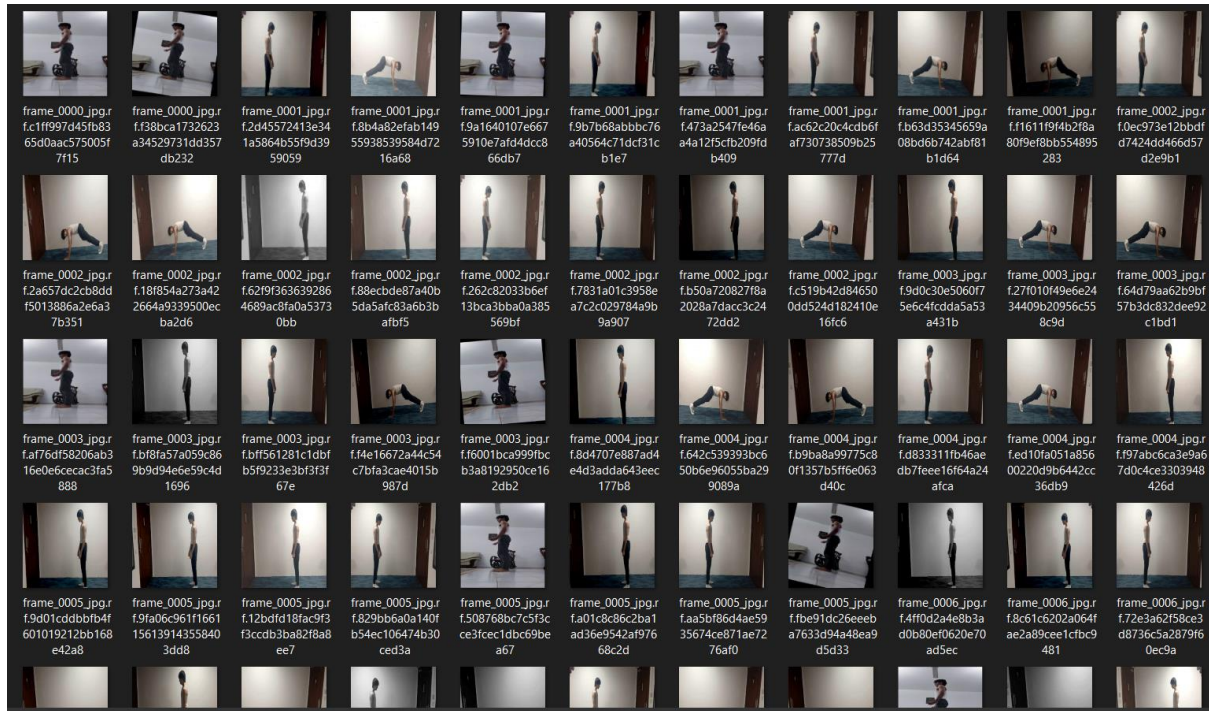 frame_0000_jpg.r frame_0000_jpg.r frame_0001_jpg.r frame_0001_jpg.r frame_0001_jpg.r frame_0001_jpg.r frame_0001_jpg.r frame_0001_jpg.r frame_0001_jpg.r frame_0001_jpg.r frame_0002_jpg.r
f.c1ff997d45fb83 f.f38bca1732623 f.2d45572413e34 f.8b4a82efab149 f.9a1640107e667 f.9b7b68abbbc76 f.473a2547fe46a f.ac62c20c4cdb6f f.b63d35345659a f.f1611f9f4b2f8a f.0ec973e12bbdf
65d0aac575005f a34529731dd357 1a5864b55f9d39 55938539584d72 5910e7afd4dcc8 a40564c71dcf31c a4a12f5cfb209fd af730738509b25 08bd6b742abf81 80f9ef8bb554895 d7424dd466d57
7f15 db232 59059 16a68 66db7 b1e7 b409 777d b1d64 283 d2e9b1
frame_0002_jpg.r frame_0002_jpg.r frame_0002_jpg.r frame_0002_jpg.r frame_0002_jpg.r frame_0002_jpg.r frame_0002_jpg.r frame_0002_jpg.r frame_0003_jpg.r frame_0003_jpg.r frame_0003_jpg.r
f.2a657dc2cb8dd f.18f854a273a42 f.62f9f363639286 f.88ecbde87a40b f.262c82033b6ef f.7831a01c3958e f.b50a720827f8a f.c519b42d84650 f.9d0c30e5060f7 f.27f010f49e6e24 f.64d79aa62b9bf
f5013886a2e6a3 2664a9339500ec 4689ac8fa0a5373 5da5afc83a6b3b 13bca3bba0a385 a7c2c029784a9b 2028a7dacc3c24 0dd524d182410e 5e6c4fcdda5a53 34409b20956c55 57b3dc832dee92
7b351 ba2d6 0bb afbf5 569bf 9a907 72dd2 16fc6 a431b 8c9d c1bd1
frame_0003_jpg.r frame_0003_jpg.r frame_0003_jpg.r frame_0003_jpg.r frame_0003_jpg.r frame_0004_jpg.r frame_0004_jpg.r frame_0004_jpg.r frame_0004_jpg.r frame_0004_jpg.r frame_0004_jpg.r
f.af76df58206ab3 f.bf8fa57a059c86 f.bff561281c1dbf f.f4e16672a44c54 f.f6001bca999fbc f.8d4707e887ad4 f.642c539393bc6 f.b9ba8a99775c8 f.d833311fb46ae f.ed10fa051a856 f.f97abc6ca3e9a6
16e0e6cecac3fa5 9b9d94e6e59c4d b5f9233e3bf3f3f c7bfa3cae4015b b3a8192950ce16 e4d3adda643eec 50b6e96055ba29 0f1357b5ff6e063 db7feee16f64a24 00220d9b6442cc 7d0c4ce3303948
888 1696 67e 987d 2db2 177b8 9089a d40c afca 36db9 426d
frame_0005_jpg.r frame_0005_jpg.r frame_0005_jpg.r frame_0005_jpg.r frame_0005_jpg.r frame_0005_jpg.r frame_0005_jpg.r frame_0005_jpg.r frame_0006_jpg.r frame_0006_jpg.r frame_0006_jpg.r
f.9d01cddbbfb4f f.9fa06c961f1661 f.12bdfd18fac9f3 f.829bb6a0a140f f.508768bc7c5f3c f.a01c8c86c2ba1 f.aa5bf86d4ae59 f.fbe91dc26eeeb f.4ff0d2a4e8b3a f.8c61c6202a064f f.72e3a62f58ce3
601019212bb168 15613914355840 f3ccdb3ba82f8a8 b54ec106474b30 ce3fcec1dbc69be ad36e9542af976 35674ce871ae72 a7633d94a48ea9 d0b80ef0620e70 ae2a89cee1cfbc9 d8736c5a2879f6
e42a8 3dd8 ee7 ced3a a67 68c2d 76af0 d5d33 ad5ec 481 0ec9a